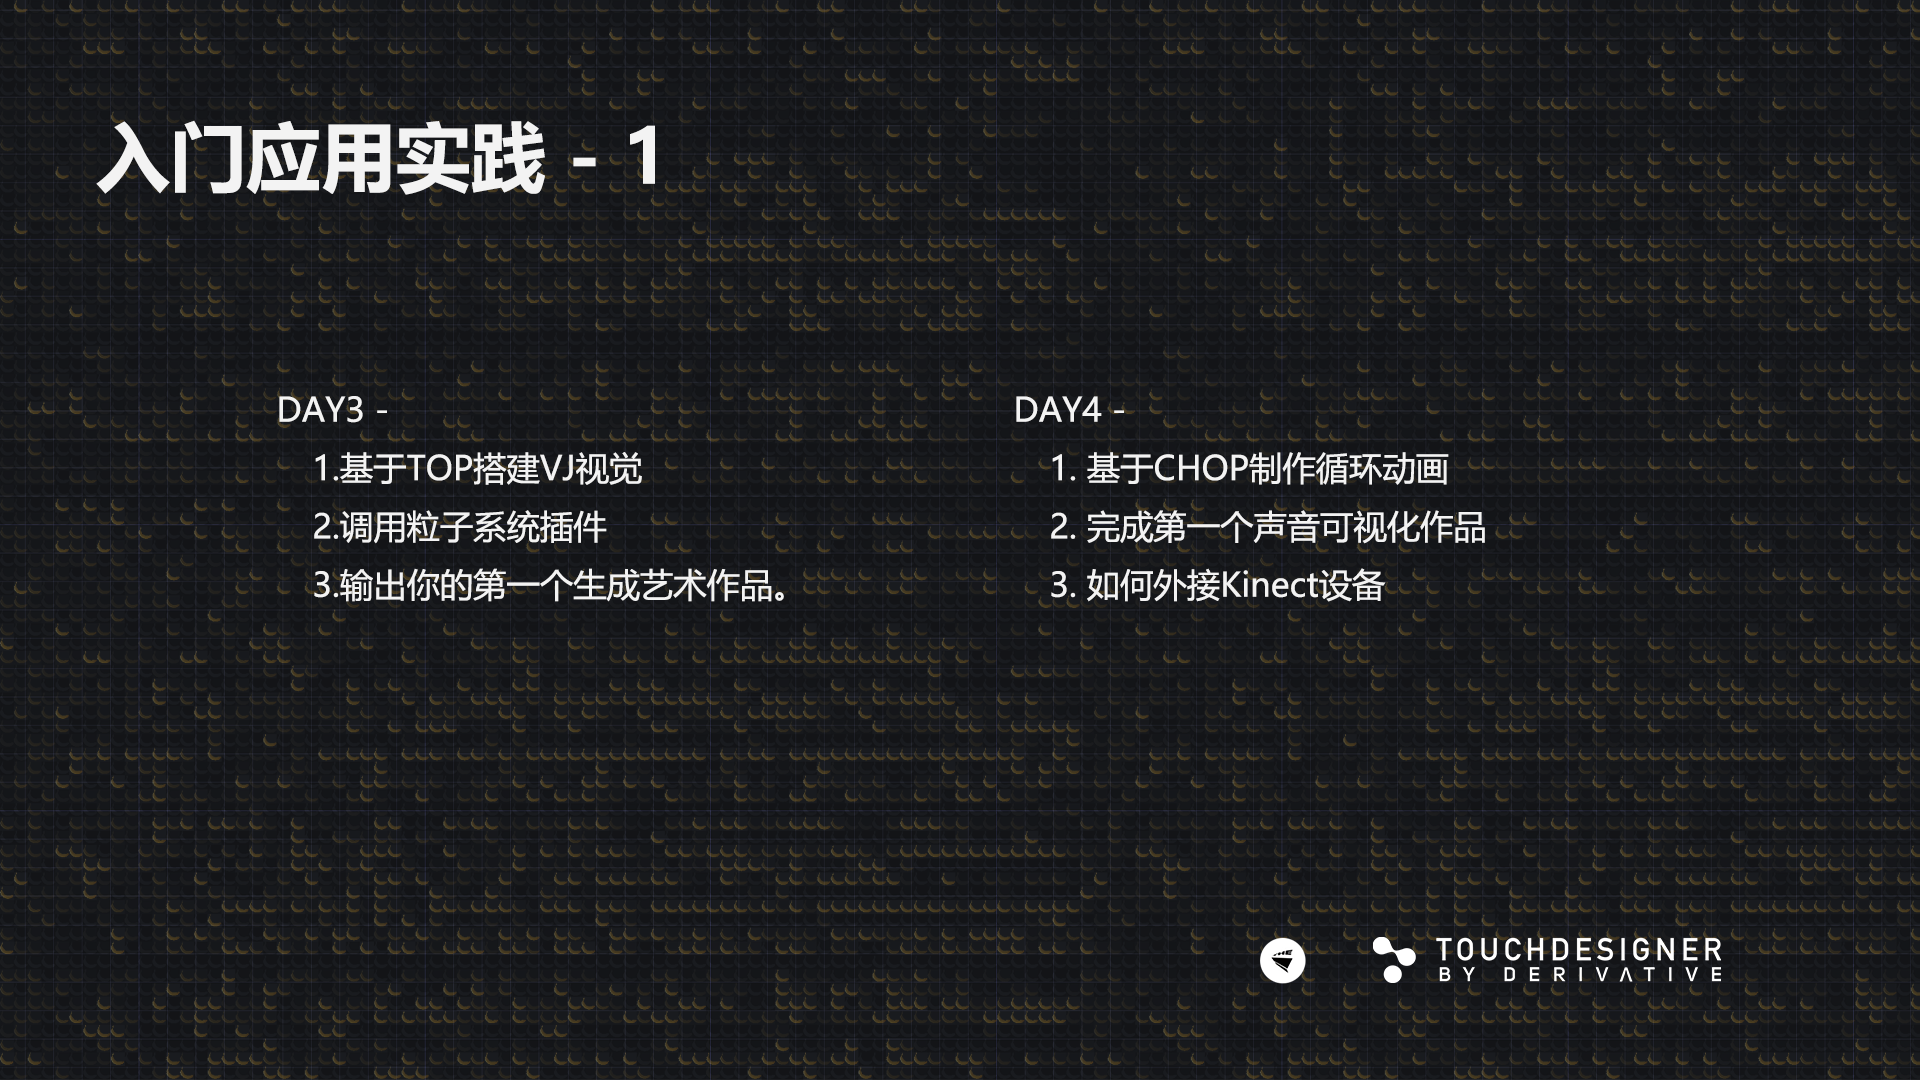 入门应用实践 - 1
DAY3 -
1.基于TOP搭建VJ视觉
2.调用粒子系统插件
3.输出你的第一个生成艺术作品。
DAY4 -
1. 基于CHOP制作循环动画
2. 完成第一个声音可视化作品
3. 如何外接Kinect设备
TOUCHDESIGNER
BY DERIVATIVE